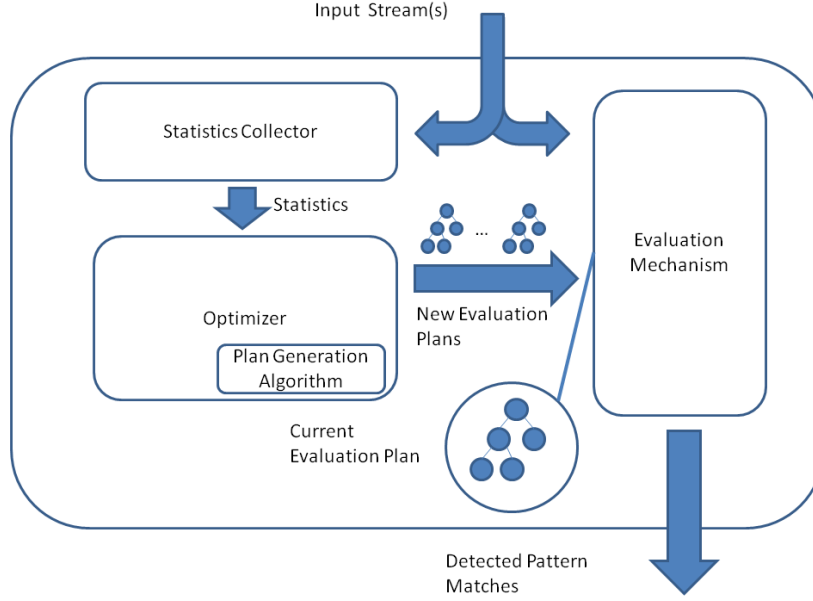 Input Stream(s)
Statistics Collector
Statistics
...
Evaluation
Mechanism
Optimizer
New Evaluation
Plans
Plan Generation
Algorithm
Current
Evaluation Plan
Detected Pattern
Matches